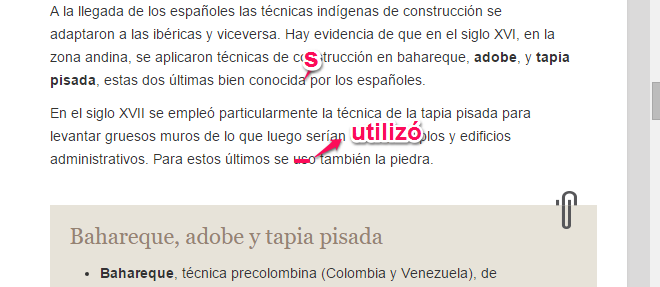 A la llegada de los españoles las técnicas indígenas de construcción se
adaptaron a las ibéricas y viceversa. Hay evidencia de que en el siglo XVI, en la
zona andina, se aplicaron técnicas de construcción en bahareque, adobe, y tapia
s
pisada, estas dos últimas bien conocida por los españoles.
En el siglo XVII se empleó particularmente la técnica de la tapia pisada para
levantar gruesos muros de lo que luego serían y edificios
utilizó
administrativos. Para estos últimos se uso también la piedra.
Bahareque, adobe y tapia pisada
• Bahareque, técnica precolombina (Colombia y Venezuela), de